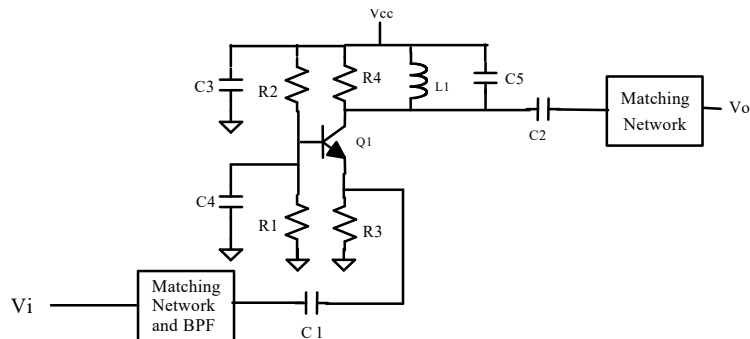 Vcc
C3
R2
R4
L1
C5
Matching
Network
Vo
C2
Q1
C4
R1
R3
Vi
Matching
Network
and BPF
C 1